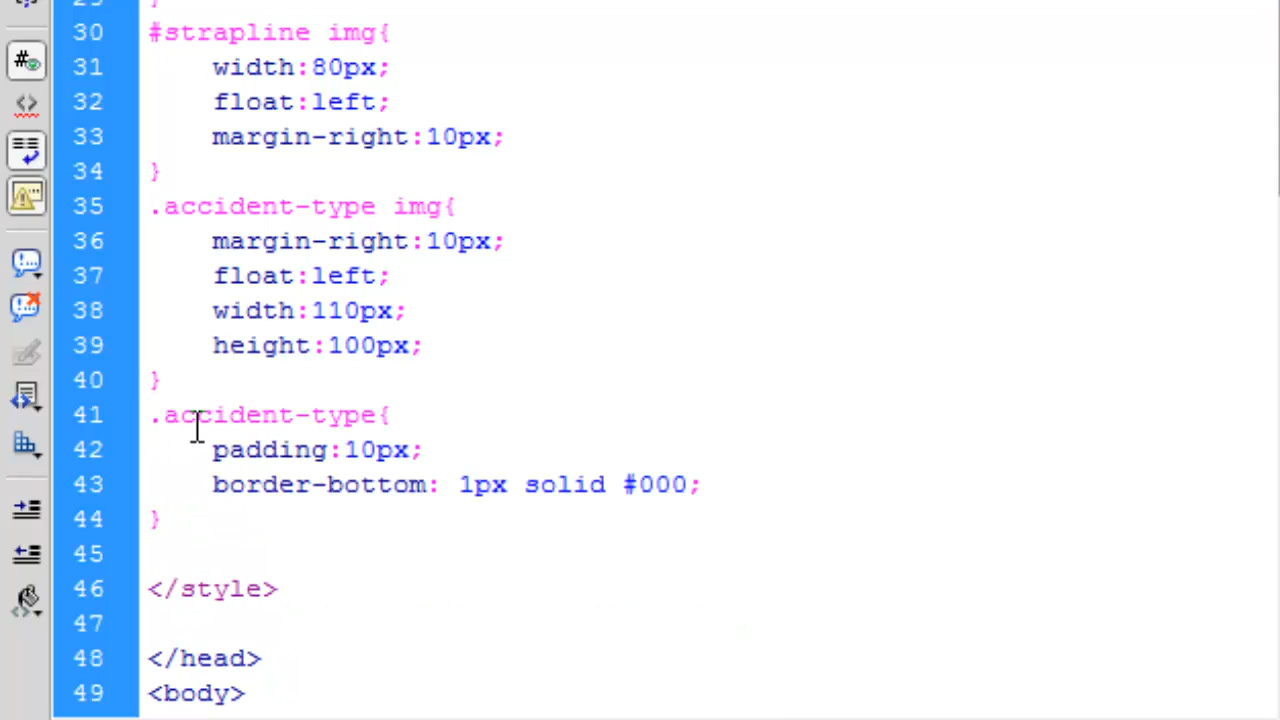 30 #strapline img{
31 width:80px;
32 float:left;
33 margin-right:10px;
34 }
35 .accident-type img{
36 margin-right:10px;
37 float:left;
38 width:110px;
39 height:100px;
40 }
41 .accident-type{
42 padding:10px;
43 border-bottom: 1px solid #000;
44 }
45
46 </style>
47
48 </head>
49 <body>